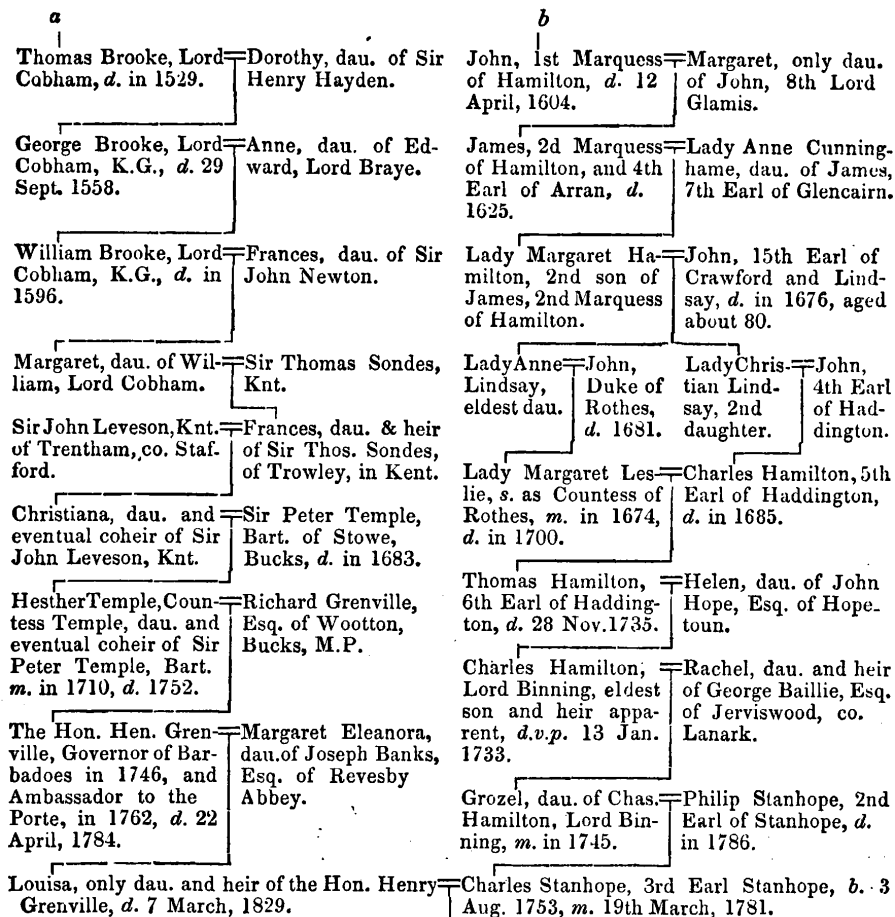 a
Thomas Brooke, Lord Cobham, d. in 1529.
Dorothy, dau. of Sir Henry Hayden.
George Brooke, Lord Cobham, K.G., d. 29 Sept. 1558.
Anne, dau. of Edward, Lord Braye.
William Brooke, Lord Cobham, K.G., d. in 1596.
Frances, dau. of Sir John Newton.
Margaret, dau. of William, Lord Cobham.
Sir Thomas Sondes, Knt.
Sir John Leveson, Knt. of Trentham, co. Stafford.
Frances, dau. & heir of Sir Thos. Sondes, of Trowley, in Kent.
Christiana, dau. and eventual coheir of Sir John Leveson, Knt.
Sir Peter Temple, Bart. of Stowe, Bucks, d. in 1683.
Hesther Temple, Countess Temple, dau. and eventual coheir of Sir Peter Temple, Bart. m. in 1710, d. 1752.
Richard Grenville, Esq. of Wootton, Bucks, M.P.
The Hon. Hen. Grenville, Governor of Barbadoes in 1746, and Ambassador to the Porte, in 1762, d. 22 April, 1784.
Margaret Eleanora, dau. of Joseph Banks, Esq. of Revesby Abbey.
b
John, 1st Marquess of Hamilton, d. 12 April, 1604.
Margaret, only dau. of John, 8th Lord Glamis.
James, 2d Marquess of Hamilton, and 4th Earl of Arran, d. 1625.
Lady Anne Cunninghame, dau. of James, 7th Earl of Glencairn.
Lady Margaret Hamilton, 2nd son of James, 2nd Marquess of Hamilton.
John, 15th Earl of Crawford and Lindsay, d. in 1676, aged about 80.
Lady Anne Lindsay, eldest dau.
John, Duke of Rothes, d. 1681.
Lady Christian Lindsay, 2nd daughter.
John, 4th Earl of Haddington.
Lady Margaret Leslie, s. as Countess of Rothes, m. in 1674, d. in 1700.
Charles Hamilton, 5th Earl of Haddington, d. in 1685.
Thomas Hamilton, 6th Earl of Haddington, d. 28 Nov. 1735.
Helen, dau. of John Hope, Esq. of Hopetoun.
Charles Hamilton, Lord Binning, eldest son and heir apparent, d.v.p. 13 Jan. 1733.
Rachel, dau. and heir of George Baillie, Esq. of Jerviswood, co. Lanark.
Grozel, dau. of Chas. Hamilton, Lord Binning, m. in 1745.
Philip Stanhope, 2nd Earl of Stanhope, d. in 1786.
Louisa, only dau. and heir of the Hon. Henry Grenville, d. 7 March, 1829.
Charles Stanhope, 3rd Earl Stanhope, b. 3 Aug. 1753, m. 19th March, 1781.